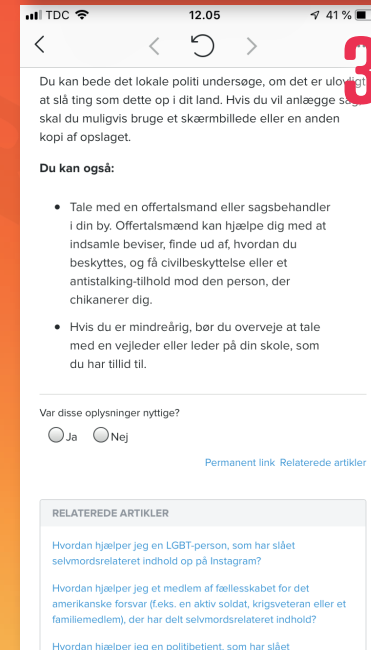 TDC 12.05 41 %
3
Du kan bede det lokale politi undersøge, om det er ulovligt
at slå ting som dette op i dit land. Hvis du vil anlægge sag,
skal du muligvis bruge et skærmbillede eller en anden
kopi af opslaget.
Du kan også:
• Tale med en offertalsmand eller sagsbehandler
i din by. Offertalsmænd kan hjælpe dig med at
indsamle beviser, finde ud af, hvordan du
beskyttes, og få civilbeskyttelse eller et
antistalking-tilhold mod den person, der
chikanerer dig.
• Hvis du er mindreårig, bør du overveje at tale
med en vejleder eller leder på din skole, som
du har tillid til.
Var disse oplysninger nyttige?
Ja Nej
Permanent link Relaterede artikler
RELATEREDE ARTIKLER
Hvordan hjælper jeg en LGBT-person, som har slået
selvmordsrelateret indhold op på Instagram?
Hvordan hjælper jeg et medlem af fællesskabet for det
amerikanske forsvar (f.eks. en aktiv soldat, krigsveteran eller et
familiemedlem), der har delt selvmordsrelateret indhold?
Hvordan hjælper jeg en politibetjent, som har slået